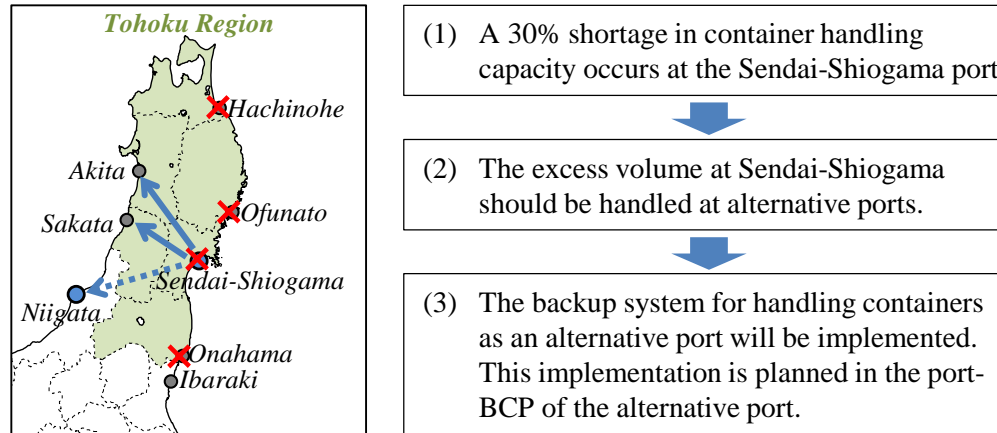 Tohoku Region
Hachinohe
Akita
Ofunato
Sakata
Sendai-Shiogama
Niigata
Onahama
Ibaraki
(1) A 30% shortage in container handling
capacity occurs at the Sendai-Shiogama port
(2) The excess volume at Sendai-Shiogama
should be handled at alternative ports.
(3) The backup system for handling containers
as an alternative port will be implemented.
This implementation is planned in the port-
BCP of the alternative port.